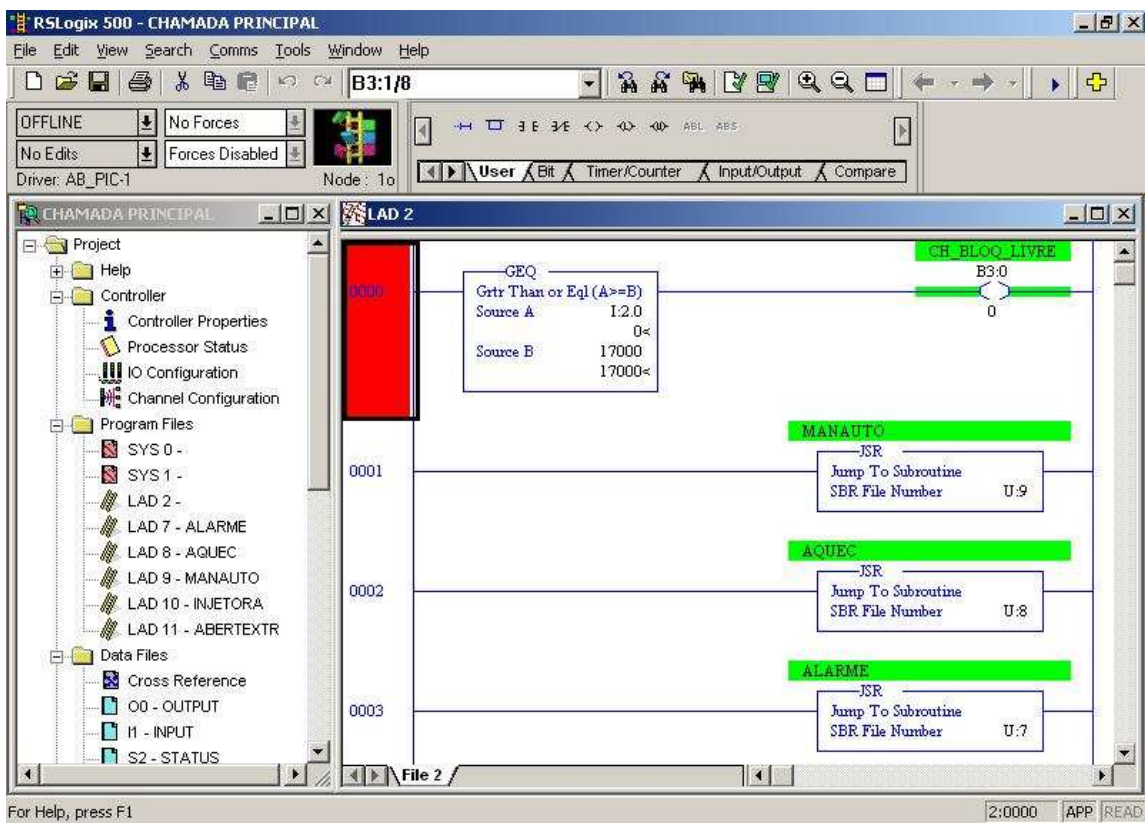 RSLogix 500 - CHAMADA PRINCIPAL
File Edit View Search Comms Tools Window Help
B3:1/8
OFFLINE No Forces
No Edits Forces Disabled
Driver: AB_PIC-1 Node : 1o
ABL ABS
User Bit Timer/Counter Input/Output Compare
CHAMADA PRINCIPAL
Project
Help
Controller
Controller Properties
Processor Status
IO Configuration
Channel Configuration
Program Files
SYS 0 -
SYS 1 -
LAD 2 -
LAD 7 - ALARME
LAD 8 - AQUEC
LAD 9 - MANAUTO
LAD 10 - INJETORA
LAD 11 - ABERTEXTR
Data Files
Cross Reference
O0 - OUTPUT
I1 - INPUT
S2 - STATUS
LAD 2
CH_BLOQ_LIVRE
B3:0
0
0000
GEQ
Grtr Than or Eql (A>=B)
Source A I:2.0
0<
Source B 17000
17000<
MANAUTO
0001
JSR
Jump To Subroutine
SBR File Number U:9
AQUEC
0002
JSR
Jump To Subroutine
SBR File Number U:8
ALARME
0003
JSR
Jump To Subroutine
SBR File Number U:7
File 2
For Help, press F1
2:0000 APP READ